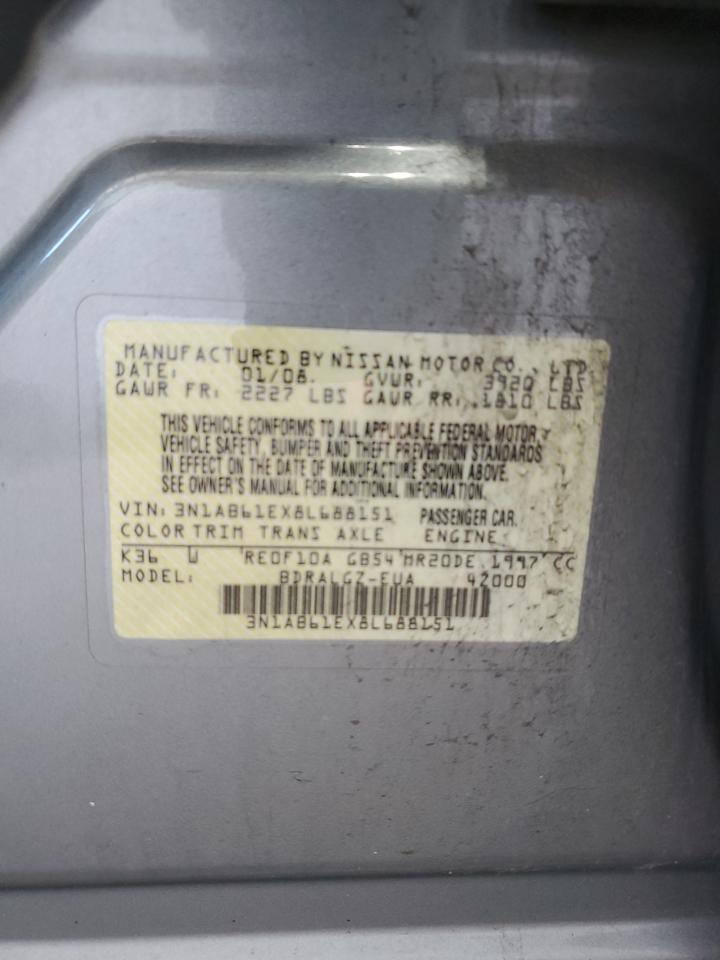 MANUFACTURED BY NISSAN MOTOR CO., LTD.
DATE: 01/08. GVWR: 3920 LBS
GAWR FR: 2227 LBS GAWR RR: 1810 LBS
THIS VEHICLE CONFORMS TO ALL APPLICABLE FEDERAL MOTOR
VEHICLE SAFETY, BUMPER AND THEFT PREVENTION STANDARDS
IN EFFECT ON THE DATE OF MANUFACTURE SHOWN ABOVE.
SEE OWNER'S MANUAL FOR ADDITIONAL INFORMATION.
VIN: 3N1AB61EX8L688151 PASSENGER CAR.
COLOR TRIM TRANS AXLE ENGINE
K36 W RE0F10A GB54 MR20DE 1997 CC
MODEL: BDRALGZ-EUA 42000
3N1AB61EX8L688151